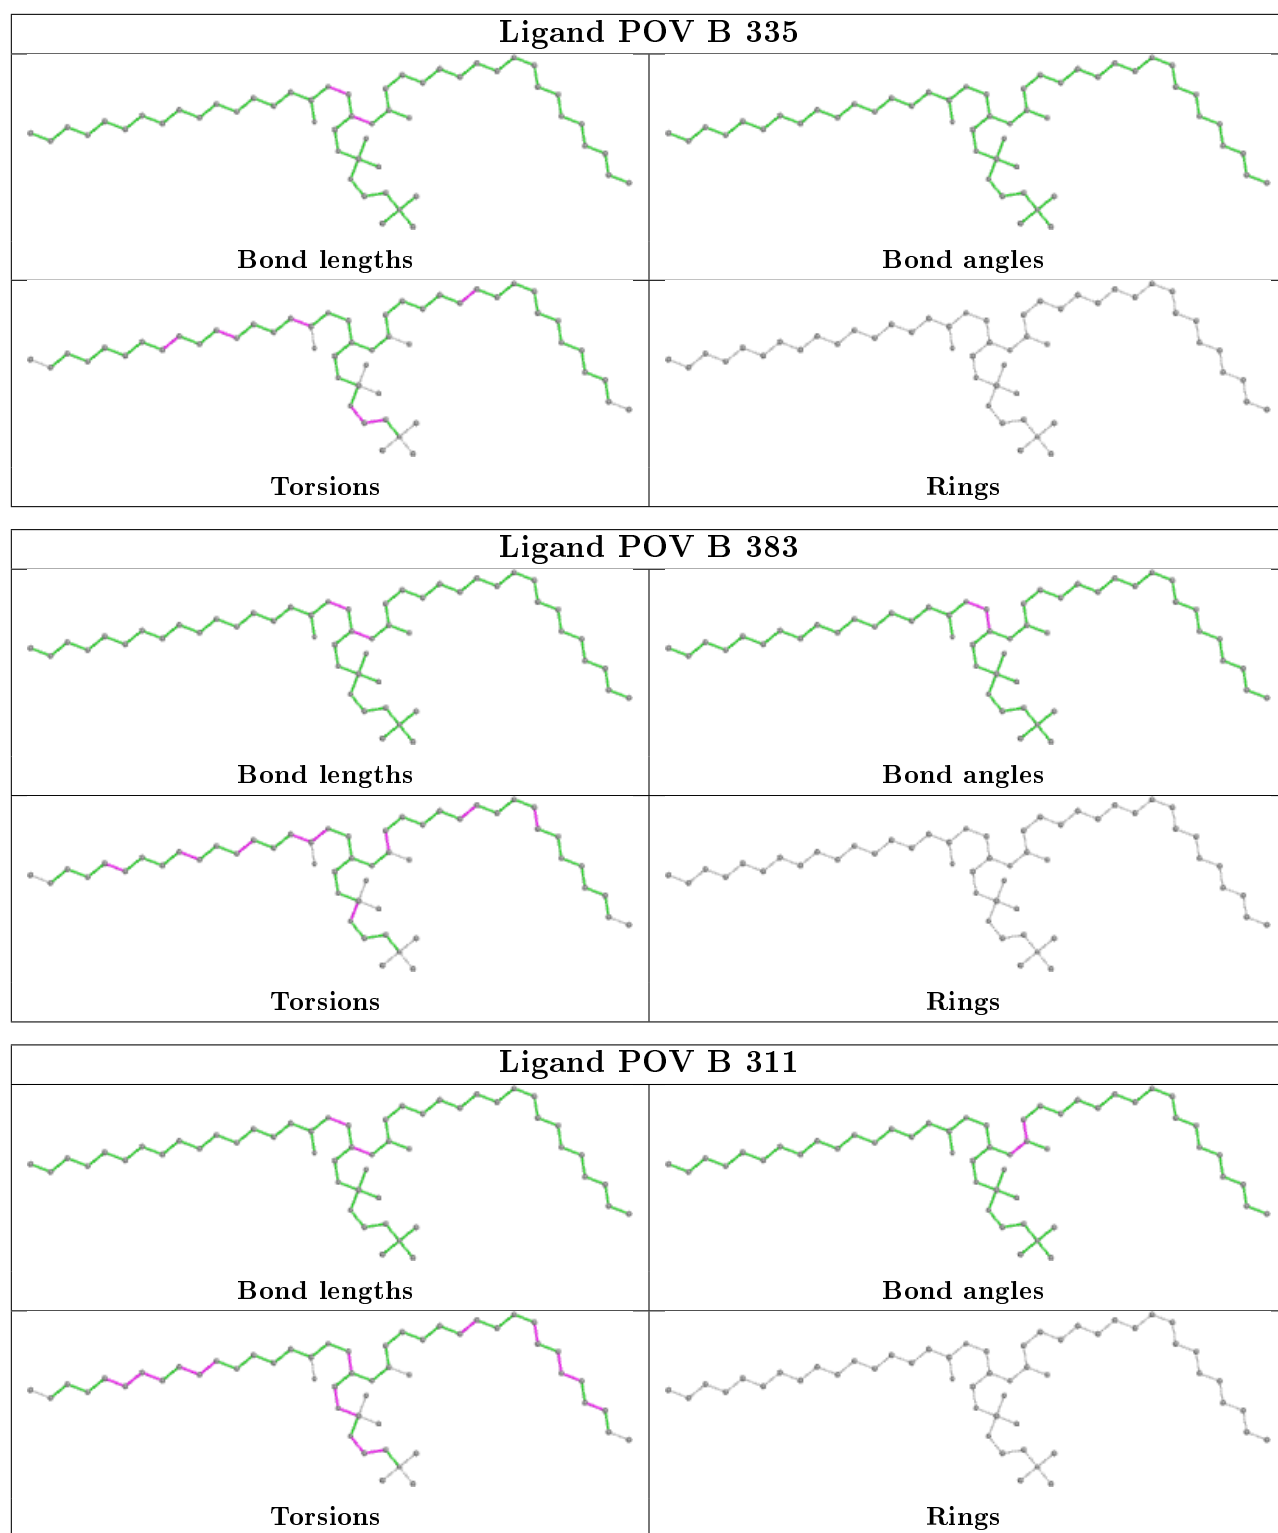 Ligand POV B 335
Bond lengths
Bond angles
Torsions
Rings
Ligand POV B 383
Bond lengths
Bond angles
Torsions
Rings
Ligand POV B 311
Bond lengths
Bond angles
Torsions
Rings